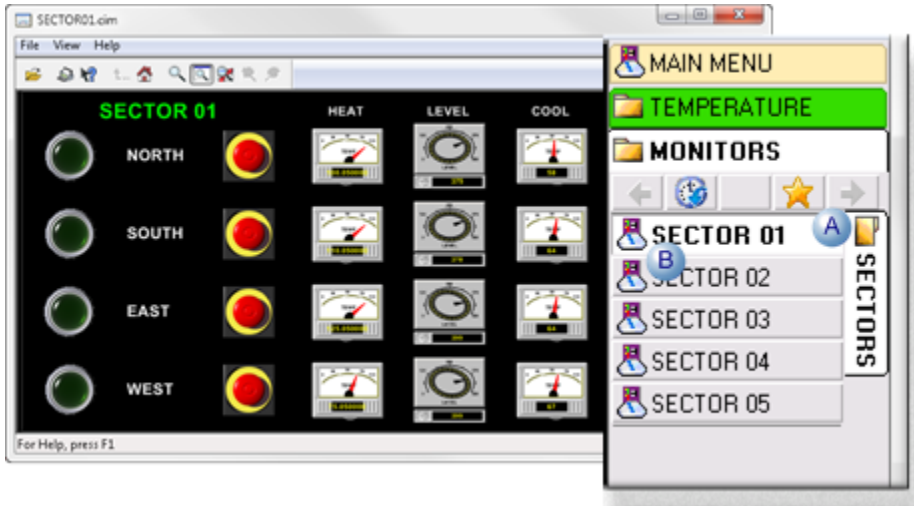 SECTOR01.cim
File View Help
SECTOR 01 HEAT LEVEL COOL
NORTH
SOUTH
EAST
WEST
For Help, press F1
MAIN MENU
TEMPERATURE
MONITORS
SECTOR 01
A
B
SECTOR 02
SECTOR 03
SECTOR 04
SECTOR 05
SECTORS